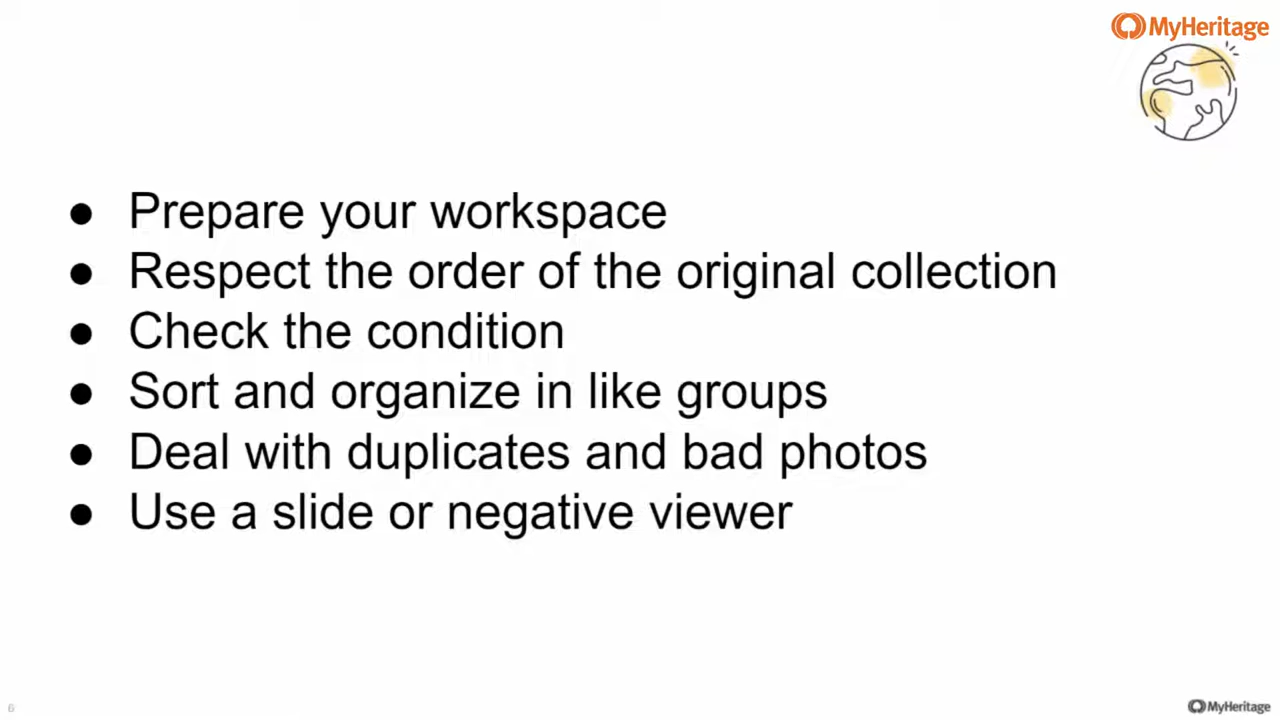 MyHeritage
● Prepare your workspace
● Respect the order of the original collection
● Check the condition
● Sort and organize in like groups
● Deal with duplicates and bad photos
● Use a slide or negative viewer
6
MyHeritage